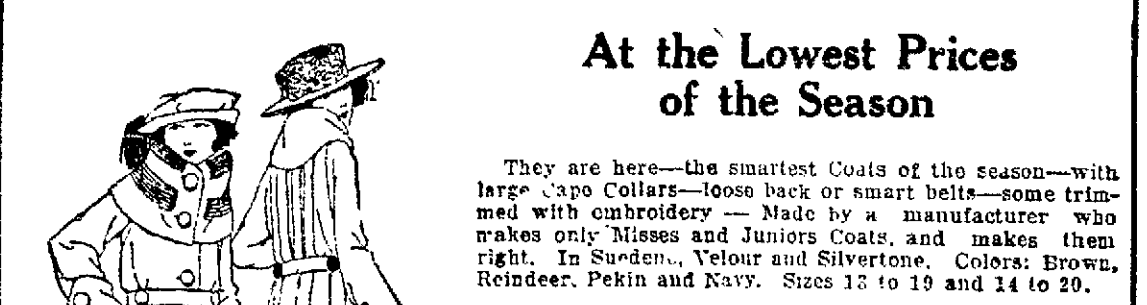 At the Lowest Prices
of the Season
They are here—the smartest Coats of the season—with
large Cape Collars—loose back or smart belts—some trim-
med with embroidery — Made by a manufacturer who
makes only Misses and Juniors Coats, and makes them
right. In Suedene, Velour and Silvertone. Colors: Brown,
Reindeer, Pekin and Navy. Sizes 13 to 19 and 14 to 20.